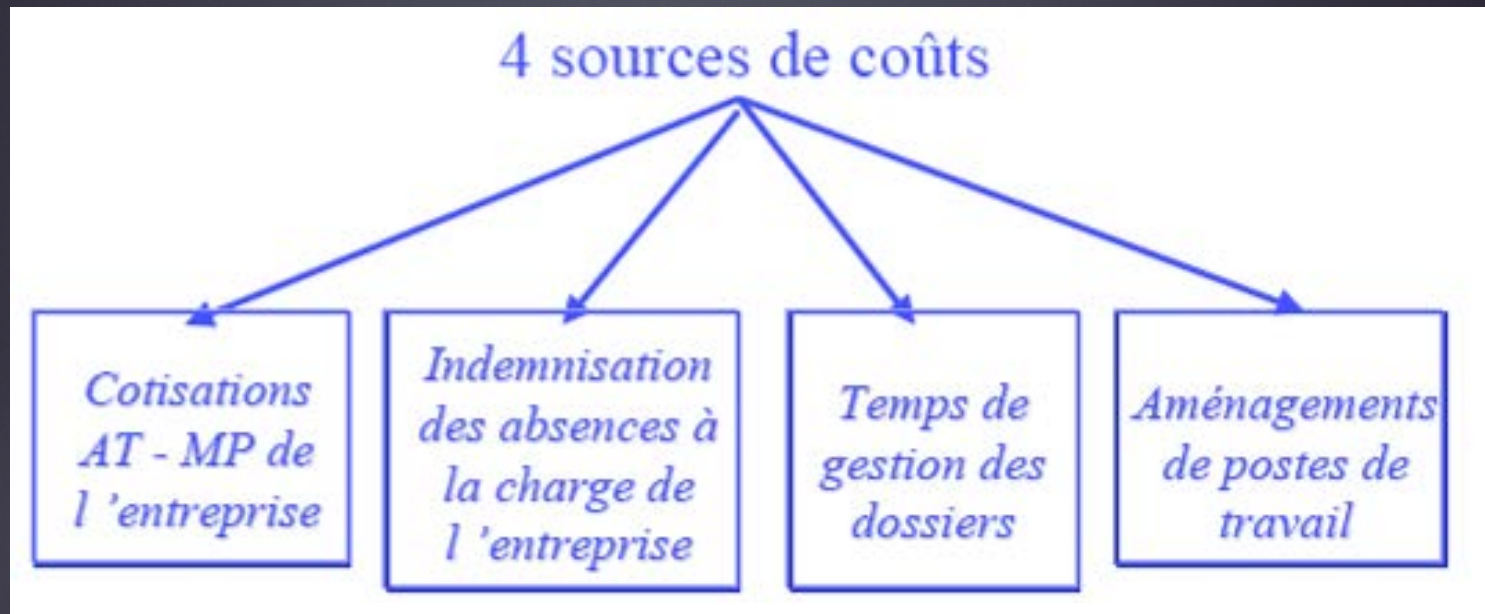 4 sources de coûts
Cotisations
AT - MP de
l ’entreprise
Indemnisation
des absences à
la charge de
l ’entreprise
Temps de
gestion des
dossiers
Aménagements
de postes de
travail